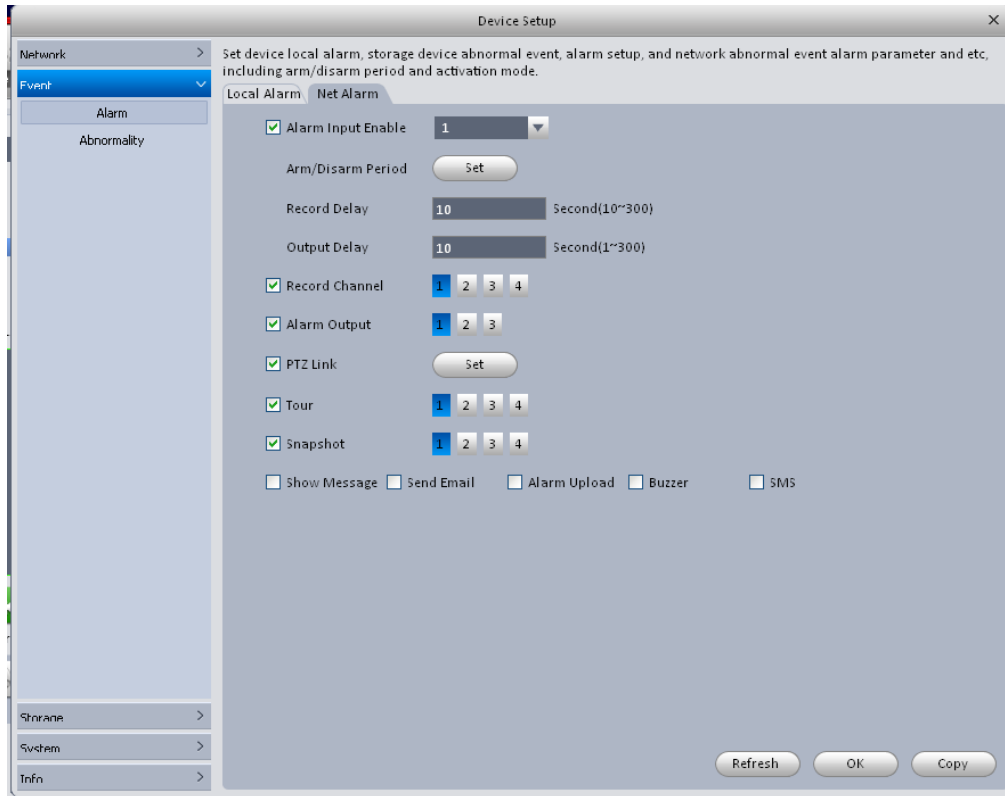 Device Setup
Network
Set device local alarm, storage device abnormal event, alarm setup, and network abnormal event alarm parameter and etc,
including arm/disarm period and activation mode.
Event
Local Alarm Net Alarm
Alarm
Abnormality
Alarm Input Enable 1
Arm/Disarm Period Set
Record Delay 10 Second(10~300)
Output Delay 10 Second(1~300)
Record Channel 1 2 3 4
Alarm Output 1 2 3
PTZ Link Set
Tour 1 2 3 4
Snapshot 1 2 3 4
Show Message Send Email Alarm Upload Buzzer SMS
Storage
System
Info
Refresh OK Copy